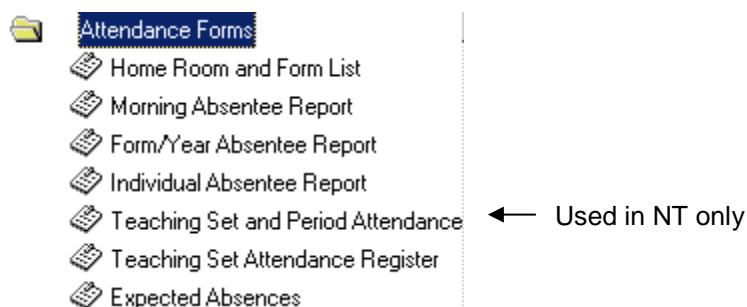 Attendance Forms
Home Room and Form List
Morning Absentee Report
Form/Year Absentee Report
Individual Absentee Report
Teaching Set and Period Attendance
Used in NT only
Teaching Set Attendance Register
Expected Absences